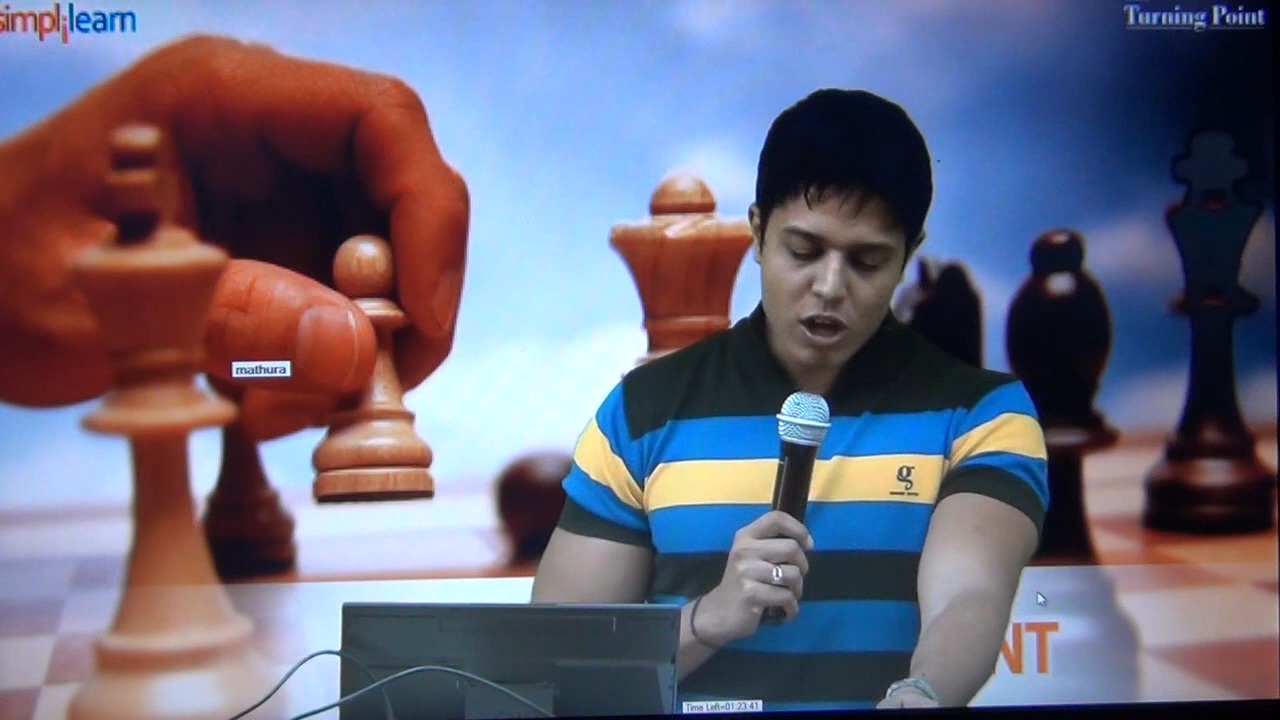 simplilearn
Turning Point
mathura
g
NT
Time Left=01:23:41